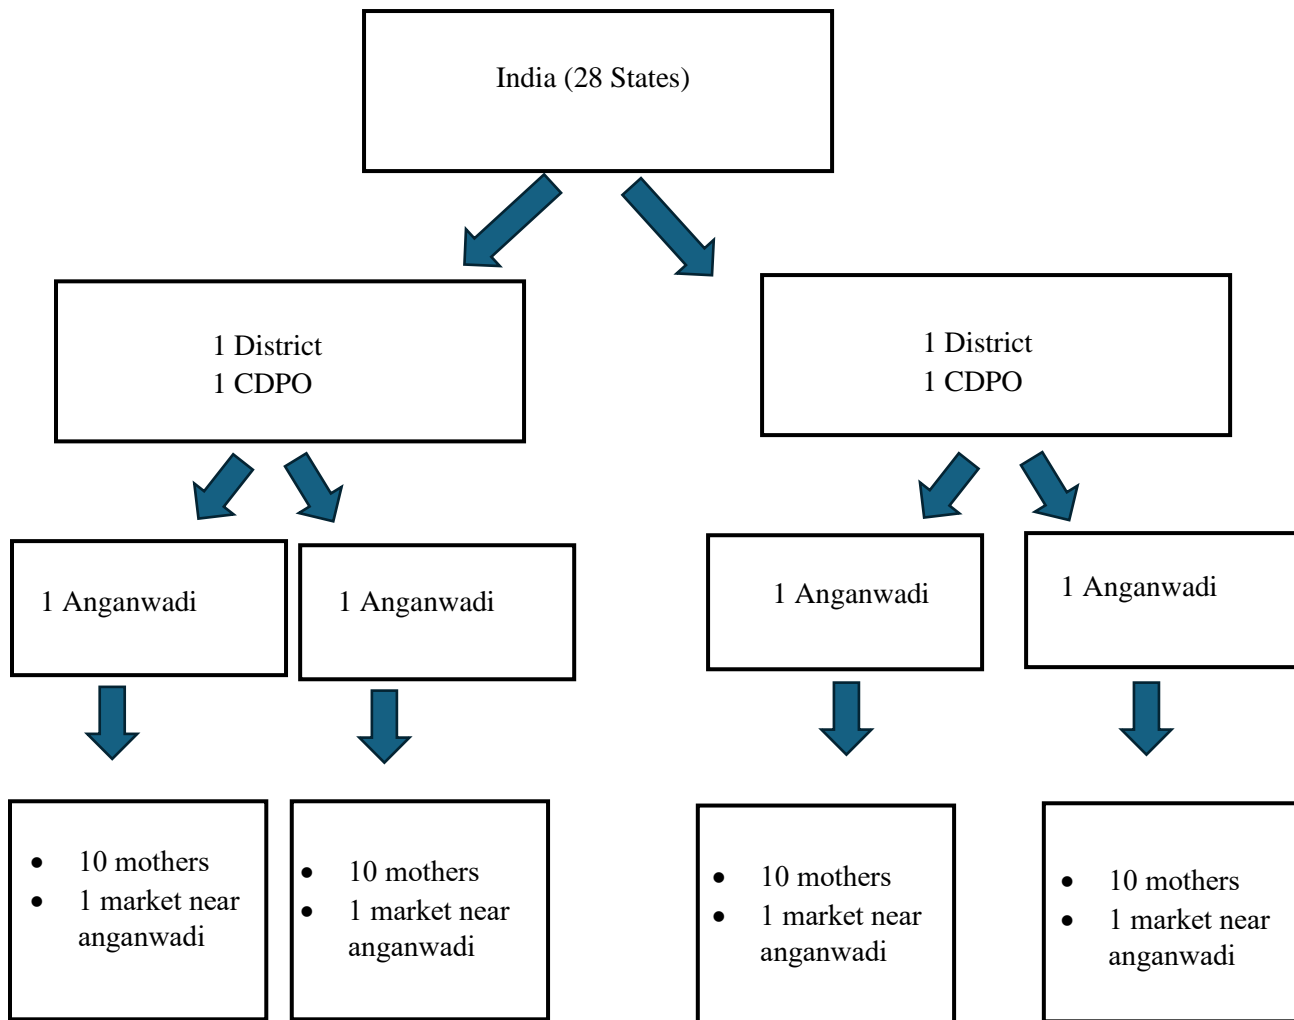 India (28 States)
1 District
1 CDPO
1 District
1 CDPO
1 Anganwadi
1 Anganwadi
1 Anganwadi
1 Anganwadi
• 10 mothers
• 1 market near
anganwadi
• 10 mothers
• 1 market near
anganwadi
• 10 mothers
• 1 market near
anganwadi
• 10 mothers
• 1 market near
anganwadi